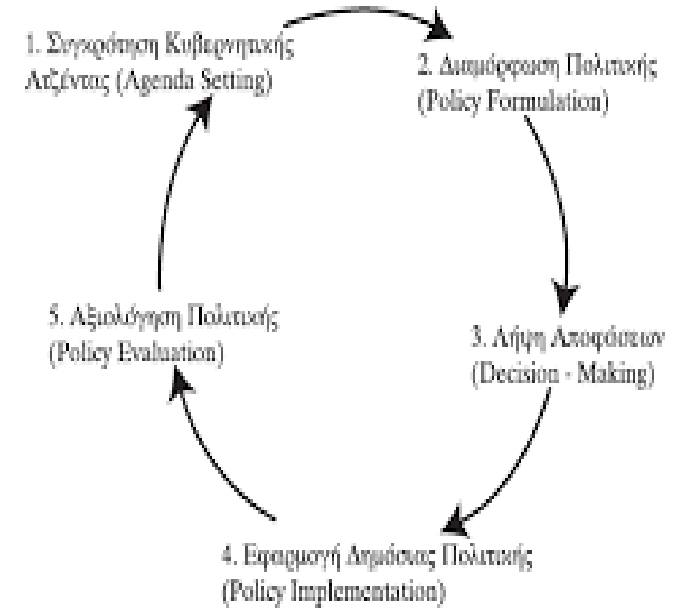 1. Συγκρότηση Κυβερνητικής
Ατζέντας (Agenda Setting)
2. Διαμόρφωση Πολιτικής
(Policy Formulation)
3. Λήψη Αποφάσεων
(Decision - Making)
4. Εφαρμογή Δημόσιας Πολιτικής
(Policy Implementation)
5. Αξιολόγηση Πολιτικής
(Policy Evaluation)